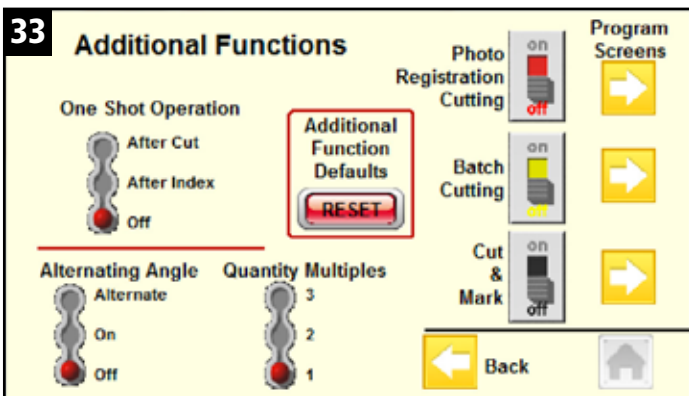 33
Additional Functions
One Shot Operation
After Cut
After Index
Off
Additional
Function
Defaults
RESET
Alternating Angle
Alternate
On
Off
Quantity Multiples
3
2
1
Photo
Registration
Cutting
on
off
Batch
Cutting
on
off
Cut
&
Mark
on
off
Program
Screens
Back